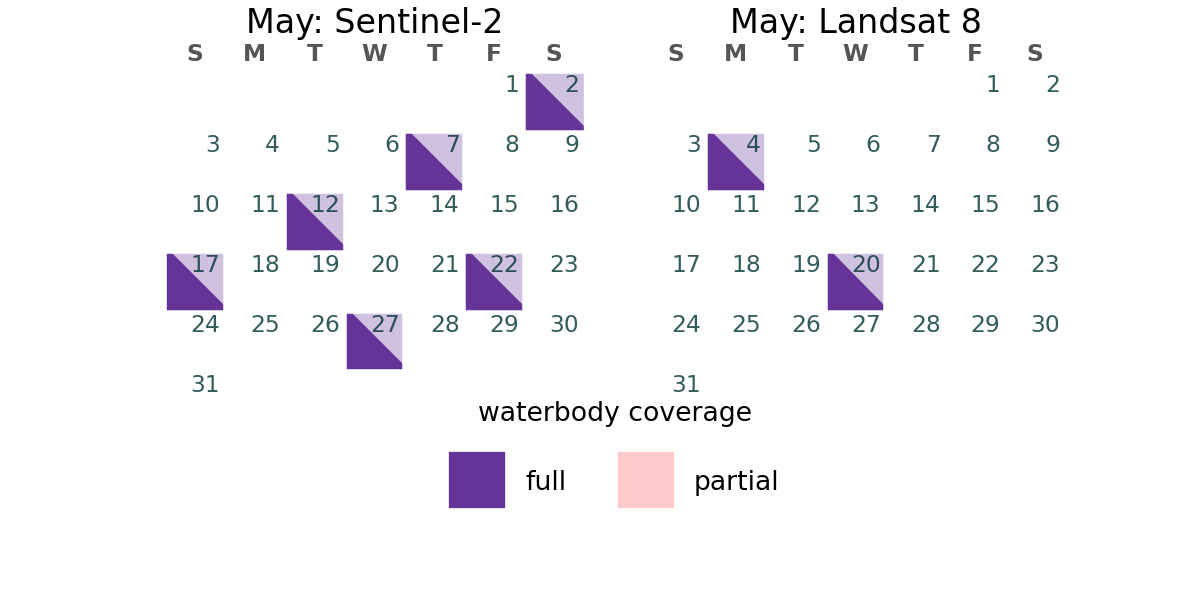 May: Sentinel-2
S M T W T F S
1 2
3 4 5 6 7 8 9
10 11 12 13 14 15 16
17 18 19 20 21 22 23
24 25 26 27 28 29 30
31
May: Landsat 8
S M T W T F S
1 2
3 4 5 6 7 8 9
10 11 12 13 14 15 16
17 18 19 20 21 22 23
24 25 26 27 28 29 30
31
waterbody coverage
full partial